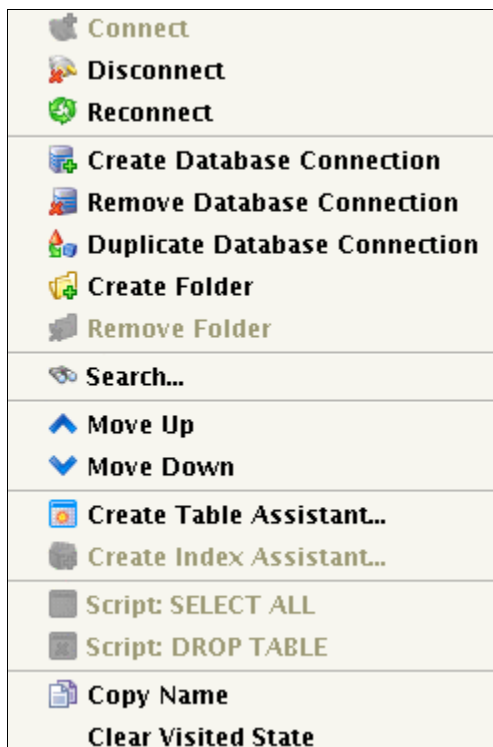 Connect
Disconnect
Reconnect
Create Database Connection
Remove Database Connection
Duplicate Database Connection
Create Folder
Remove Folder
Search...
Move Up
Move Down
Create Table Assistant...
Create Index Assistant...
Script: SELECT ALL
Script: DROP TABLE
Copy Name
Clear Visited State